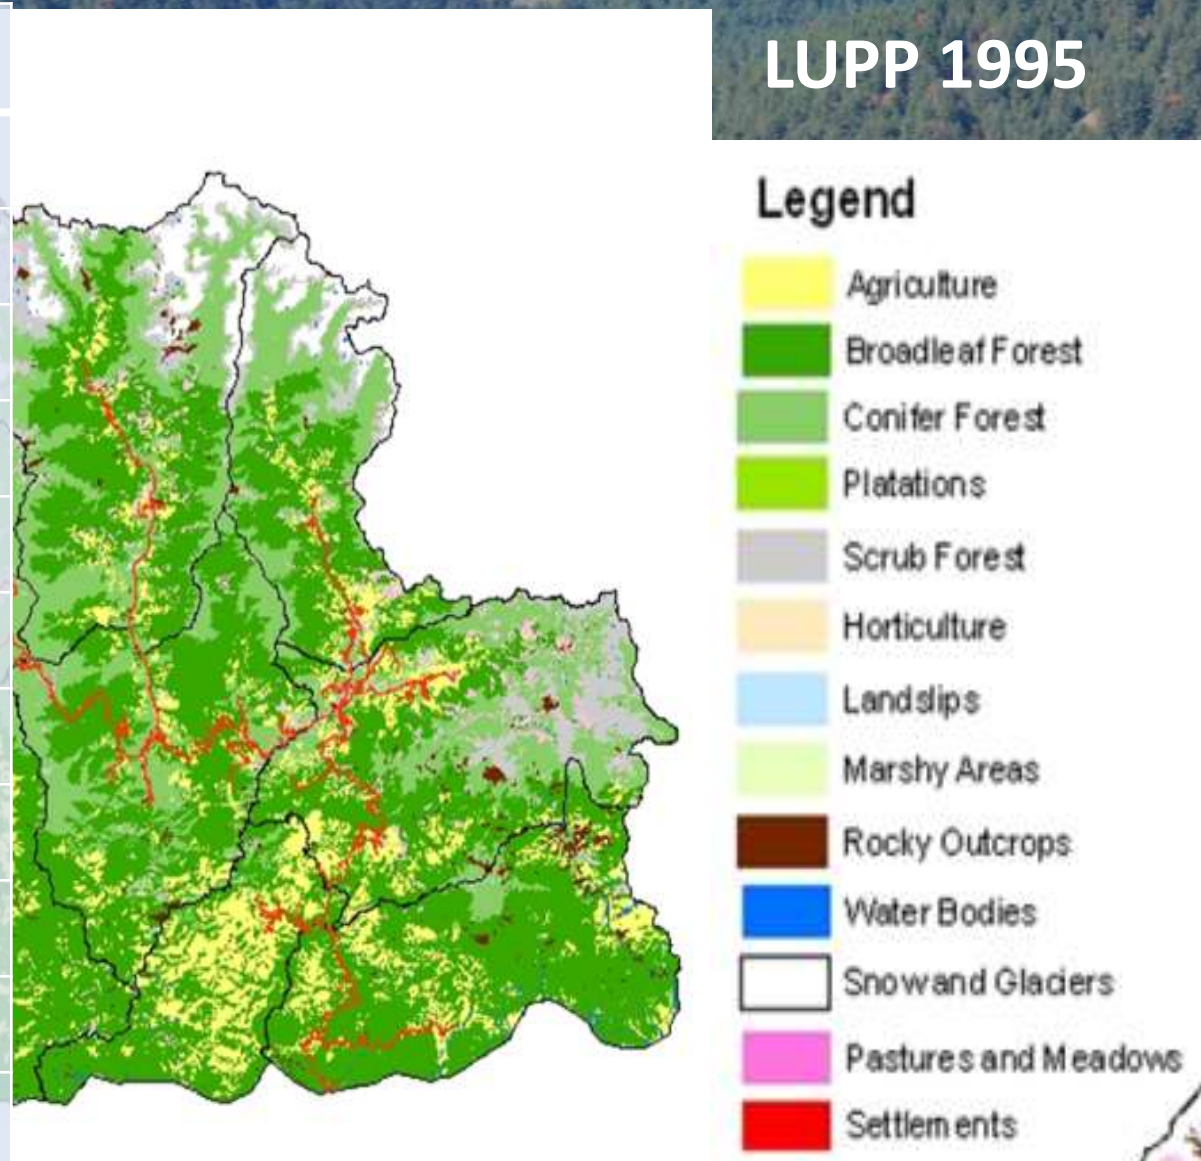 LUPP 1995
Legend
Agriculture
Broadleaf Forest
Conifer Forest
Platations
Scrub Forest
Horticulture
Landslips
Marshy Areas
Rocky Outcrops
Water Bodies
Snow and Glaciers
Pastures and Meadows
Settlements